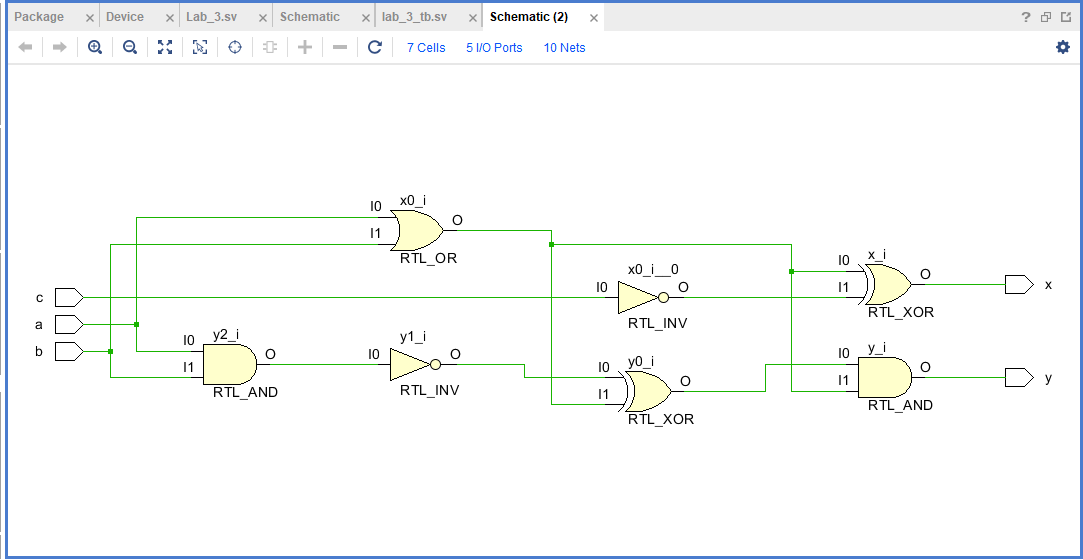 Package Device Lab_3.sv Schematic lab_3_tb.sv Schematic (2)
7 Cells 5 I/O Ports 10 Nets
x0_i
I0 O
I1
RTL_OR
x_i
I0 O
I1
RTL_XOR
x0_i__0
I0 O
RTL_INV
c
a
b
x
y2_i
I0 O
I1
RTL_AND
y1_i
I0 O
RTL_INV
y0_i
I0 O
I1
RTL_XOR
y_i
I0 O
I1
RTL_AND
y